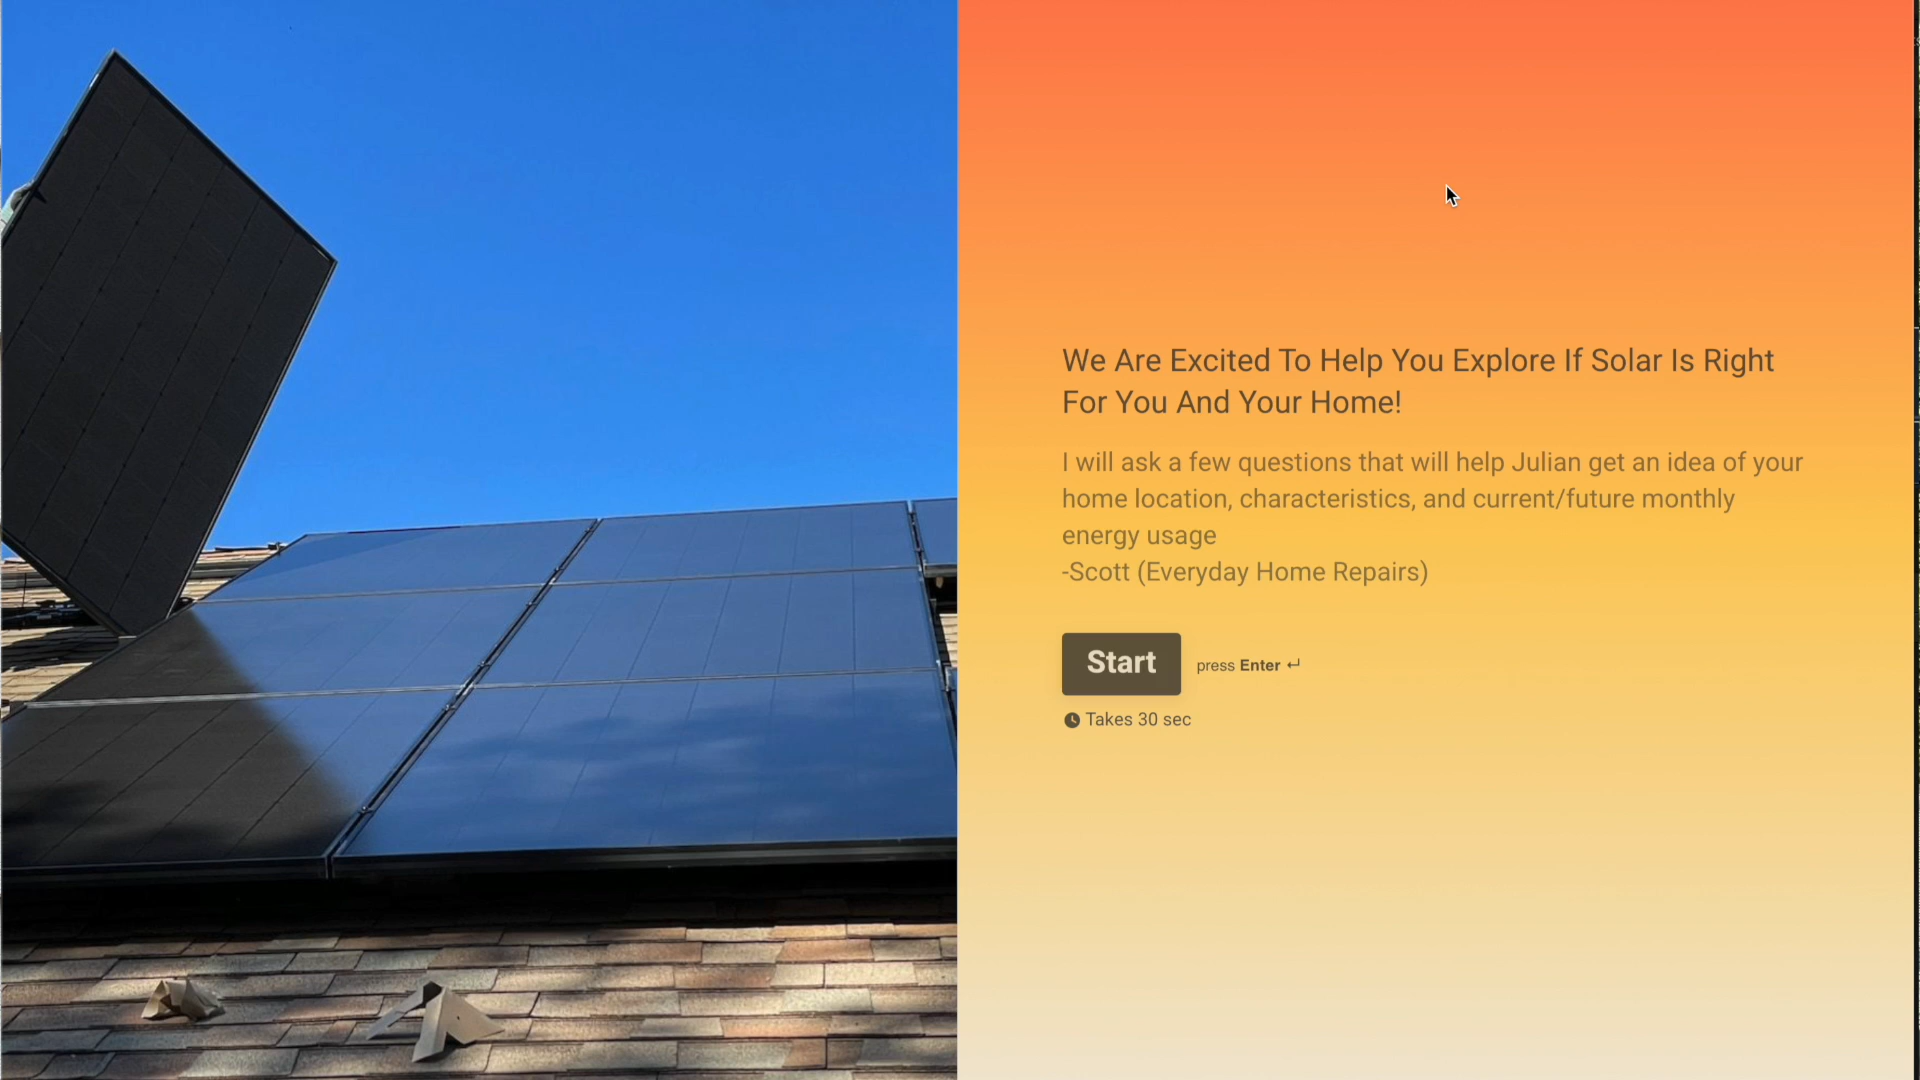 We Are Excited To Help You Explore If Solar Is Right
For You And Your Home!
I will ask a few questions that will help Julian get an idea of your
home location, characteristics, and current/future monthly
energy usage
-Scott (Everyday Home Repairs)
Start
press Enter ↵
Takes 30 sec